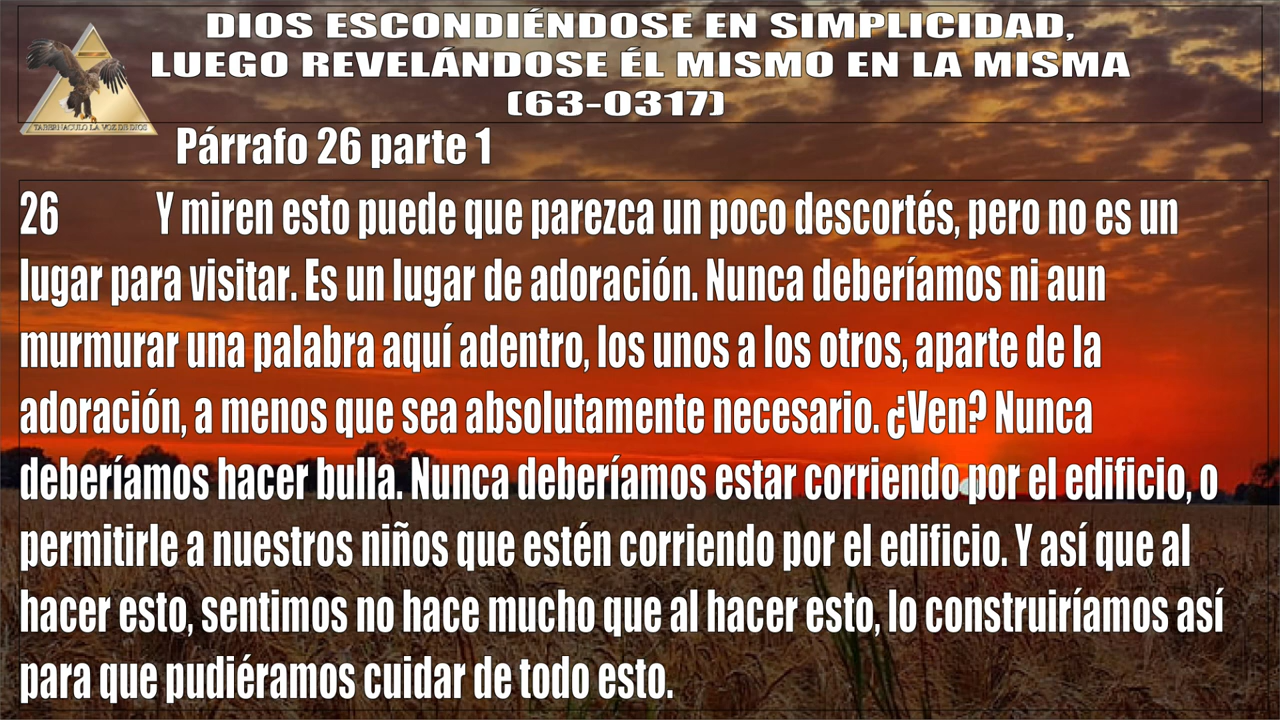 DIOS ESCONDIÉNDOSE EN SIMPLICIDAD,
LUEGO REVELÁNDOSE ÉL MISMO EN LA MISMA
(63-0317)
TABERNACULO LA VOZ DE DIOS
Párrafo 26 parte 1
26 Y miren esto puede que parezca un poco descortés, pero no es un
lugar para visitar. Es un lugar de adoración. Nunca deberíamos ni aun
murmurar una palabra aquí adentro, los unos a los otros, aparte de la
adoración, a menos que sea absolutamente necesario. ¿Ven? Nunca
deberíamos hacer bulla. Nunca deberíamos estar corriendo por el edificio, o
permitirle a nuestros niños que estén corriendo por el edificio. Y así que al
hacer esto, sentimos no hace mucho que al hacer esto, lo construiríamos así
para que pudiéramos cuidar de todo esto.